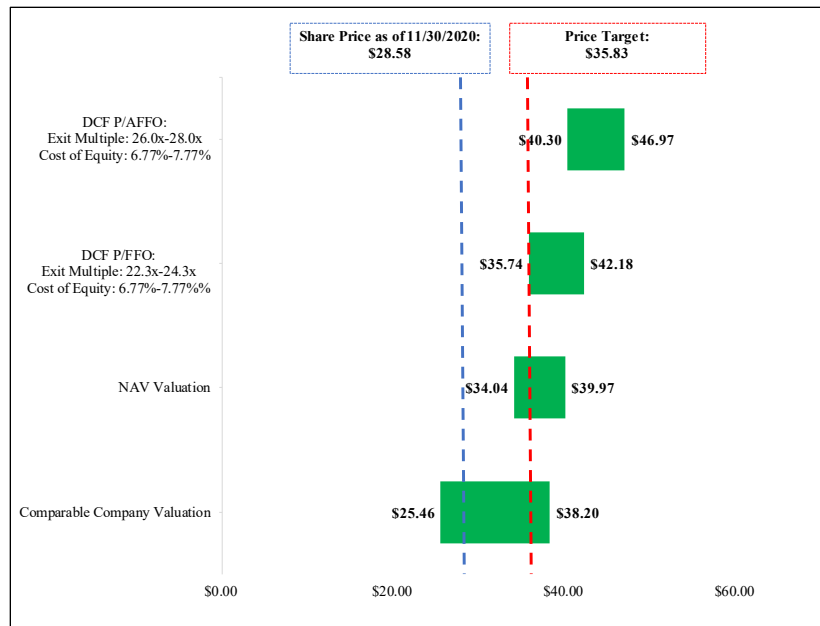 Share Price as of 11/30/2020:
$28.58
Price Target:
$35.83
DCF P/AFFO:
Exit Multiple: 26.0x-28.0x
Cost of Equity: 6.77%-7.77%
$40.30
$46.97
DCF P/FFO:
Exit Multiple: 22.3x-24.3x
Cost of Equity: 6.77%-7.77%%
$35.74
$42.18
NAV Valuation
$34.04
$39.97
Comparable Company Valuation
$25.46
$38.20
$0.00
$20.00
$40.00
$60.00